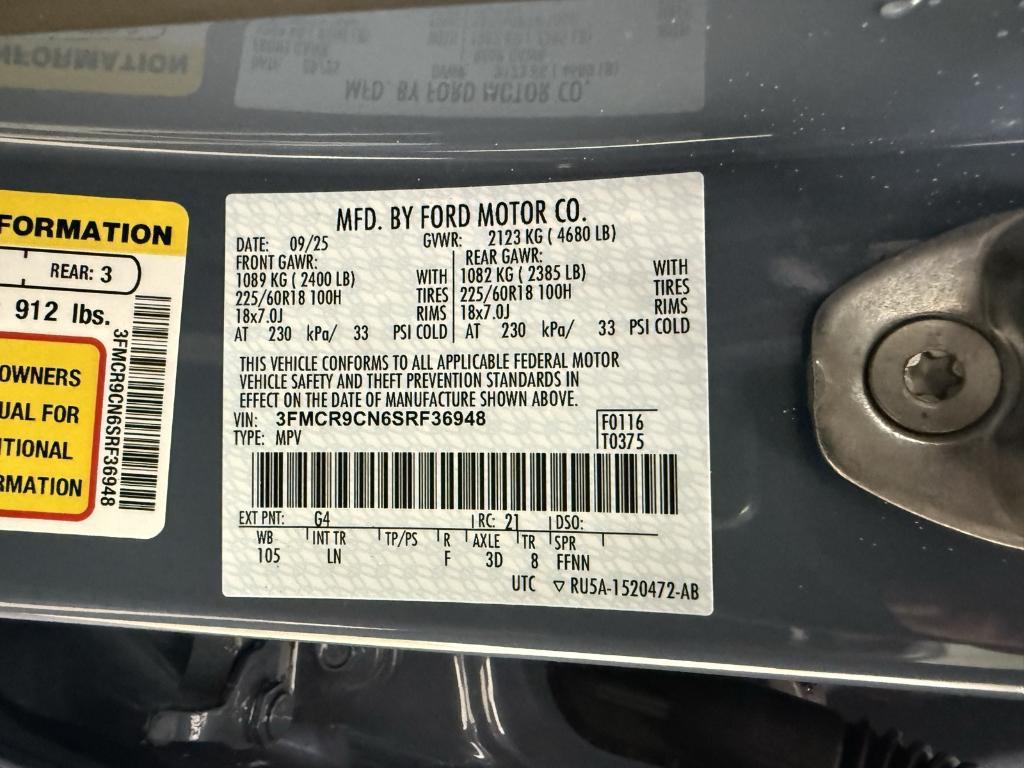 FORMATION
REAR: 3
912 lbs.
OWNERS
UAL FOR
ITIONAL
RMATION
3FMCR9CN6SRF36948
MFD. BY FORD MOTOR CO.
DATE: 09/25 GVWR: 2123 KG ( 4680 LB)
FRONT GAWR: REAR GAWR:
1089 KG ( 2400 LB) WITH 1082 KG ( 2385 LB) WITH
225/60R18 100H TIRES 225/60R18 100H TIRES
18x7.0J RIMS 18x7.0J RIMS
AT 230 kPa/ 33 PSI COLD AT 230 kPa/ 33 PSI COLD
THIS VEHICLE CONFORMS TO ALL APPLICABLE FEDERAL MOTOR
VEHICLE SAFETY AND THEFT PREVENTION STANDARDS IN
EFFECT ON THE DATE OF MANUFACTURE SHOWN ABOVE.
VIN: 3FMCR9CN6SRF36948 F0116
TYPE: MPV T0375
EXT PNT: G4 RC: 21 DSO:
WB INT TR TP/PS R AXLE TR SPR
105 LN F 3D 8 FFNN
UTC ▽ RU5A-1520472-AB